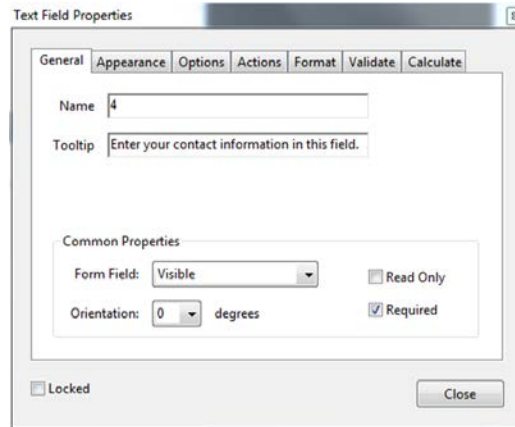 Text Field Properties
General Appearance Options Actions Format Validate Calculate
Name 4
Tooltip Enter your contact information in this field.
Common Properties
Form Field: Visible
Read Only
Orientation: 0 degrees
Required
Locked
Close